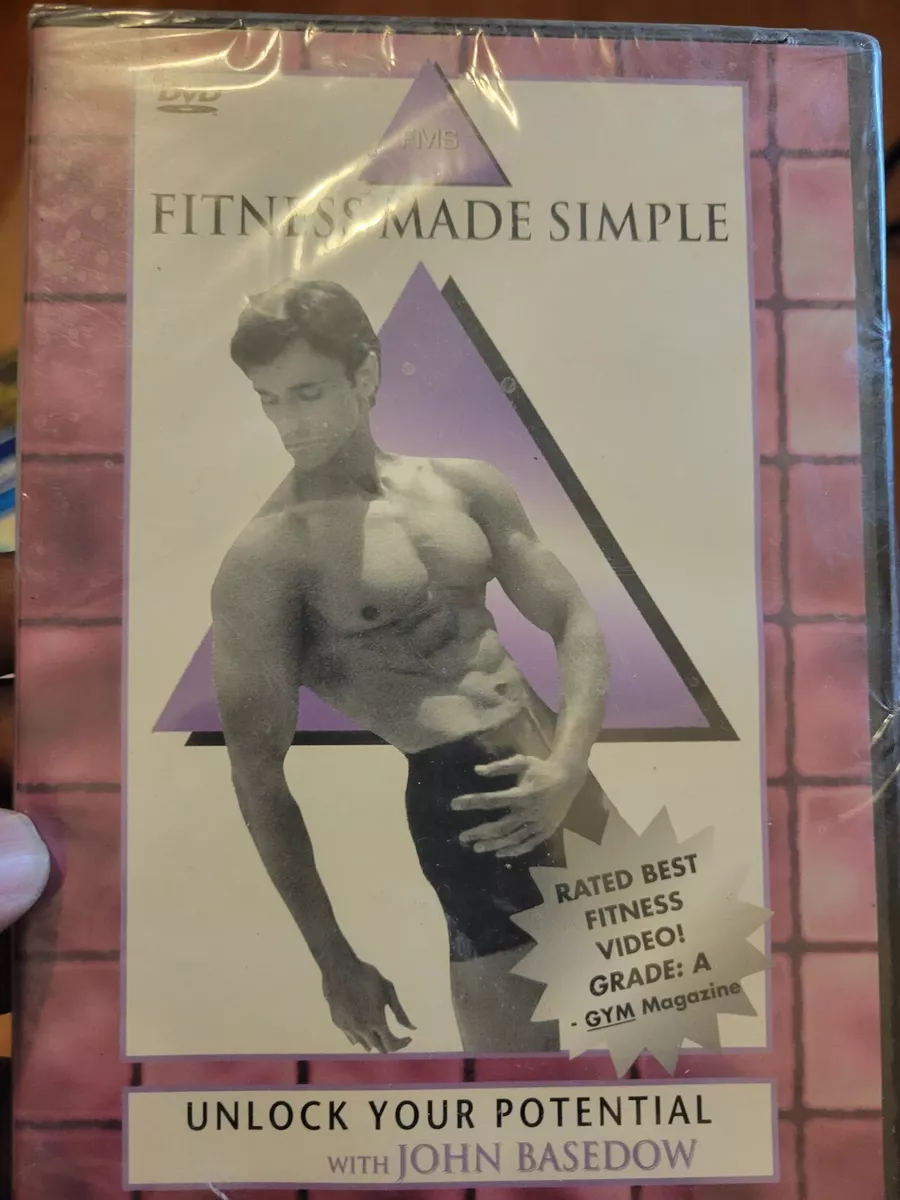 DVD
FMS
FITNESS MADE SIMPLE
RATED BEST
FITNESS
VIDEO!
GRADE: A
- GYM Magazine
UNLOCK YOUR POTENTIAL
WITH JOHN BASEDOW